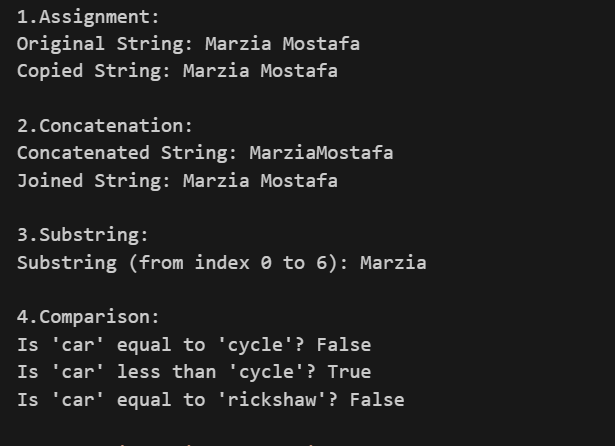 1.Assignment:
Original String: Marzia Mostafa
Copied String: Marzia Mostafa
2.Concatenation:
Concatenated String: MarziaMostafa
Joined String: Marzia Mostafa
3.Substring:
Substring (from index 0 to 6): Marzia
4.Comparison:
Is 'car' equal to 'cycle'? False
Is 'car' less than 'cycle'? True
Is 'car' equal to 'rickshaw'? False